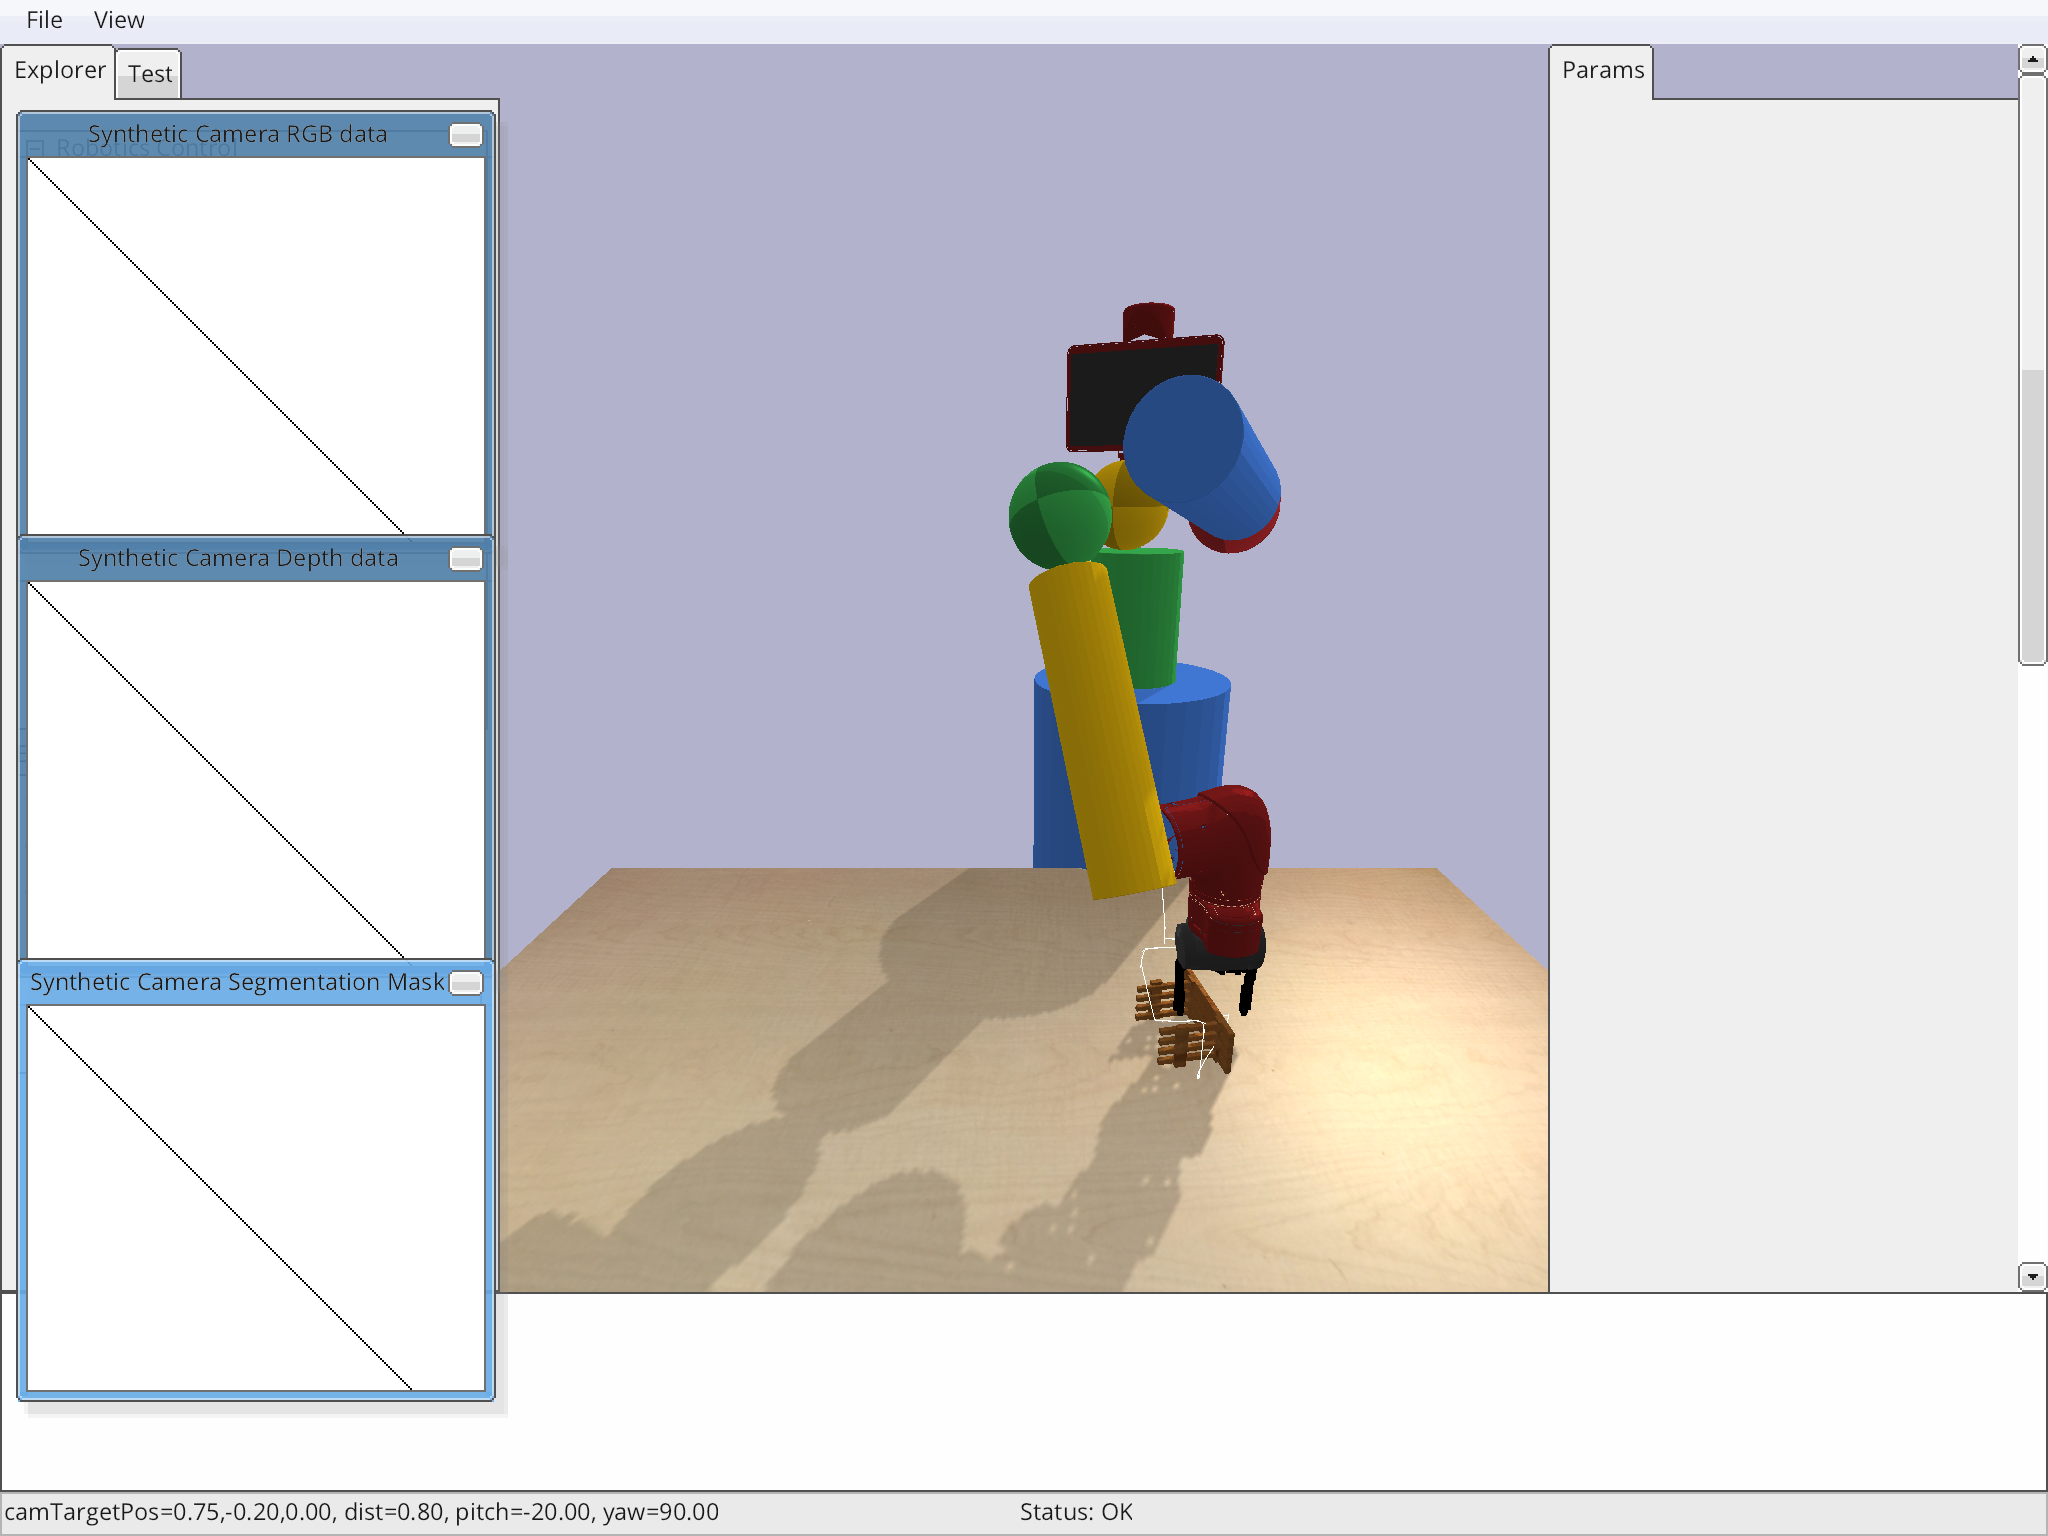 File View
Explorer Test
Params
Synthetic Camera RGB data
Robotics Control
Synthetic Camera Depth data
Synthetic Camera Segmentation Mask
camTargetPos=0.75,-0.20,0.00, dist=0.80, pitch=-20.00, yaw=90.00
Status: OK